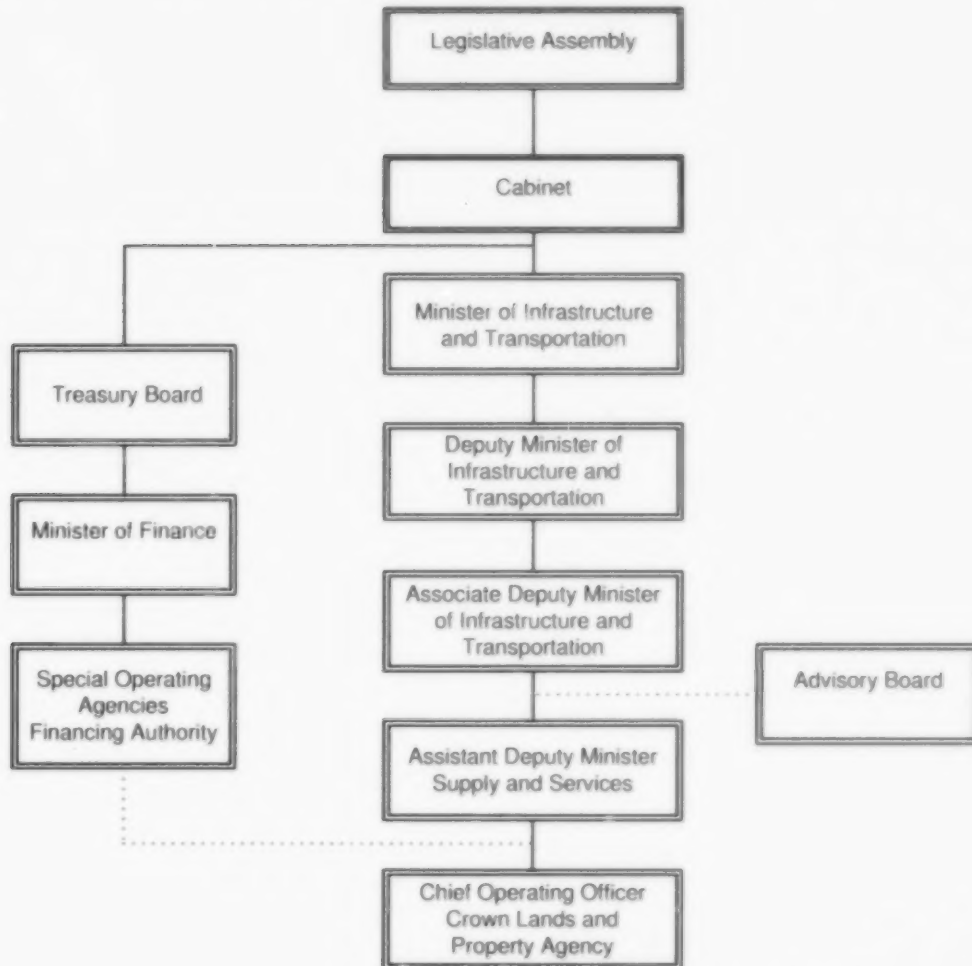 Legislative Assembly
Cabinet
Minister of Infrastructure
and Transportation
Treasury Board
Deputy Minister of
Infrastructure and
Transportation
Minister of Finance
Associate Deputy Minister
of Infrastructure and
Transportation
Special Operating
Agencies
Financing Authority
Advisory Board
Assistant Deputy Minister
Supply and Services
Chief Operating Officer
Crown Lands and
Property Agency